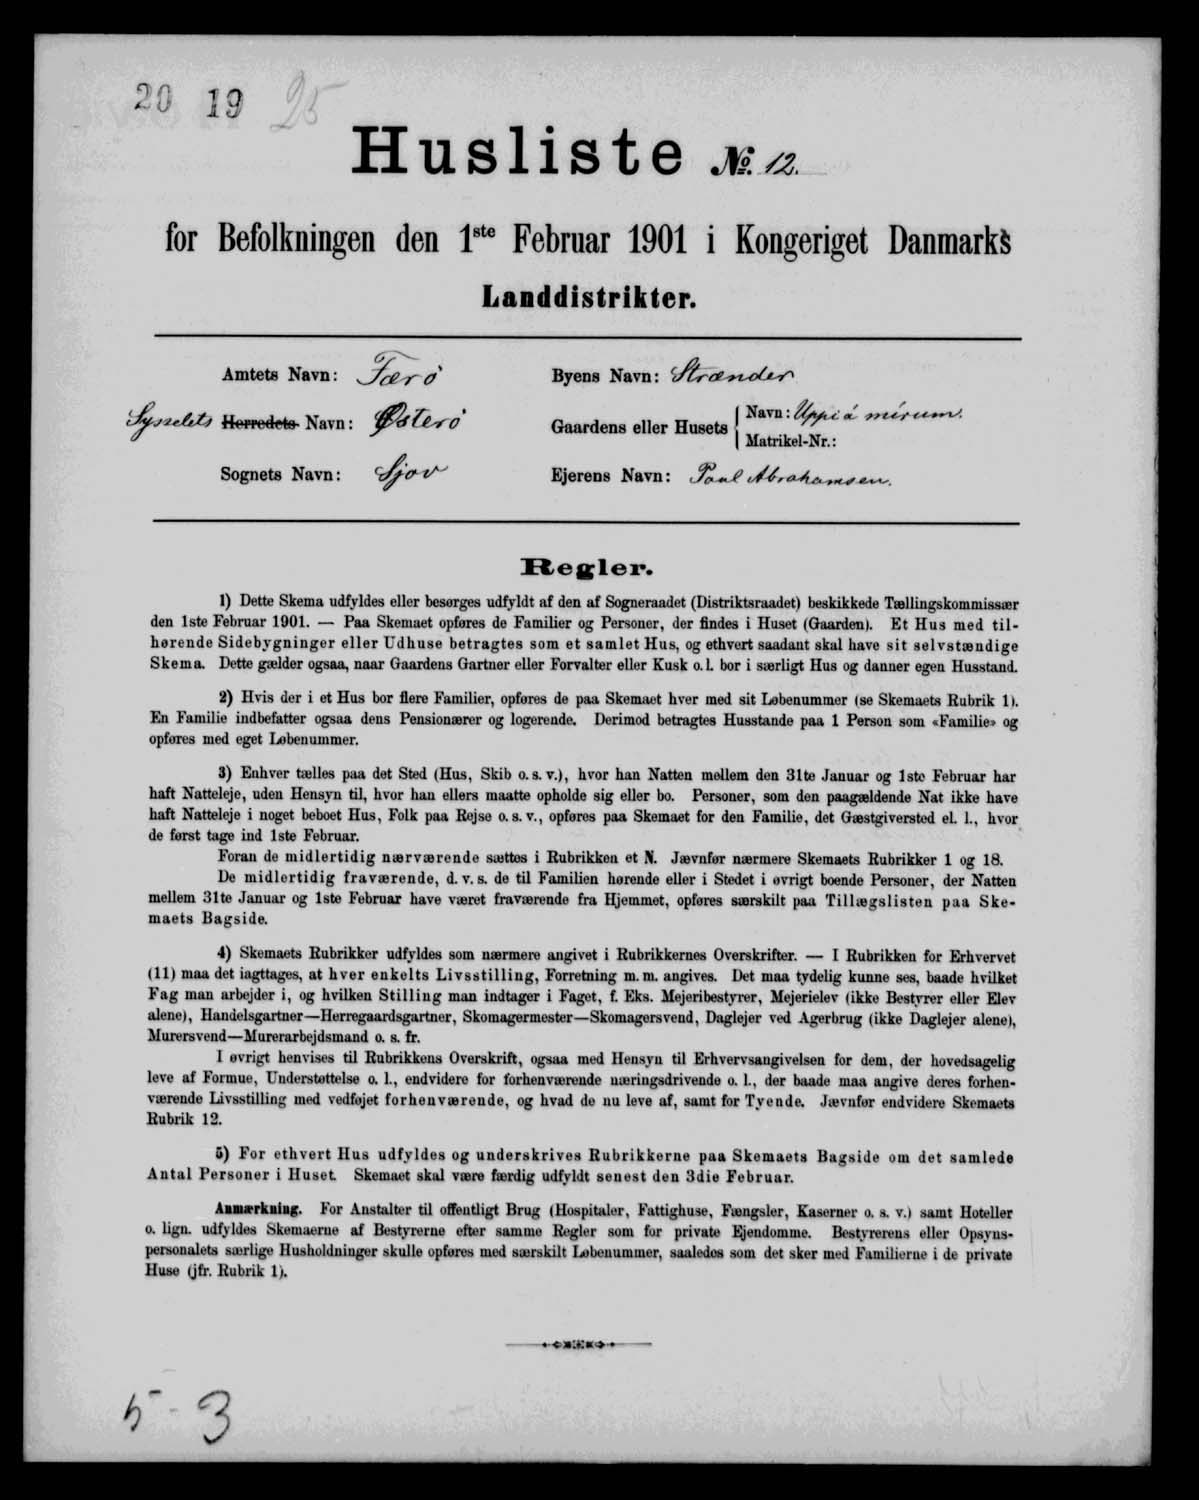 20 19 25
Husliste No. 12.
for Befolkningen den 1ste Februar 1901 i Kongeriget Danmarks
Landdistrikter.
Amtets Navn: Færö
Byens Navn: Strænder
Sysselets Herredets Navn: Østerö
Gaardens eller Husets Navn: Uppi á mírum.
Matrikel-Nr.:
Sognets Navn: Sjov
Ejerens Navn: Poul Abrahamsen.
Regler.
1) Dette Skema udfyldes eller besørges udfyldt af den af Sogneraadet (Distriktsraadet) beskikkede Tællingskommissær
den 1ste Februar 1901. — Paa Skemaet opføres de Familier og Personer, der findes i Huset (Gaarden). Et Hus med til-
hørende Sidebygninger eller Udhuse betragtes som et samlet Hus, og ethvert saadant skal have sit selvstændige
Skema. Dette gælder ogsaa, naar Gaardens Gartner eller Forvalter eller Kusk o. l. bor i særligt Hus og danner egen Husstand.
2) Hvis der i et Hus bor flere Familier, opføres de paa Skemaet hver med sit Løbenummer (se Skemaets Rubrik 1).
En Familie indbefatter ogsaa dens Pensionærer og logerende. Derimod betragtes Husstande paa 1 Person som «Familie» og
opføres med eget Løbenummer.
3) Enhver tælles paa det Sted (Hus, Skib o. s. v.), hvor han Natten mellem den 31te Januar og 1ste Februar har
haft Natteleje, uden Hensyn til, hvor han ellers maatte opholde sig eller bo. Personer, som den paagældende Nat ikke have
haft Natteleje i noget beboet Hus, Folk paa Rejse o. s. v., opføres paa Skemaet for den Familie, det Gæstgiversted el. l., hvor
de først tage ind 1ste Februar.
Foran de midlertidig nærværende sættes i Rubrikken et N. Jævnfør nærmere Skemaets Rubrikker 1 og 18.
De midlertidig fraværende, d. v. s. de til Familien hørende eller i Stedet i øvrigt boende Personer, der Natten
mellem 31te Januar og 1ste Februar have været fraværende fra Hjemmet, opføres særskilt paa Tillægslisten paa Ske-
maets Bagside.
4) Skemaets Rubrikker udfyldes som nærmere angivet i Rubrikkernes Overskrifter. — I Rubrikken for Erhvervet
(11) maa det iagttages, at hver enkelts Livsstilling, Forretning m. m. angives. Det maa tydelig kunne ses, baade hvilket
Fag man arbejder i, og hvilken Stilling man indtager i Faget, f. Eks. Mejeribestyrer, Mejerielev (ikke Bestyrer eller Elev
alene), Handelsgartner—Herregaardsgartner, Skomagermester—Skomagersvend, Daglejer ved Agerbrug (ikke Daglejer alene),
Murersvend—Murerarbejdsmand o. s. fr.
I øvrigt henvises til Rubrikkens Overskrift, ogsaa med Hensyn til Erhvervsangivelsen for dem, der hovedsagelig
leve af Formue, Understøttelse o. l., endvidere for forhenværende næringsdrivende o. l., der baade maa angive deres forhen-
værende Livsstilling med vedføjet forhenværende, og hvad de nu leve af, samt for Tyende. Jævnfør endvidere Skemaets
Rubrik 12.
5) For ethvert Hus udfyldes og underskrives Rubrikkerne paa Skemaets Bagside om det samlede
Antal Personer i Huset. Skemaet skal være færdig udfyldt senest den 3die Februar.
Anmærkning. For Anstalter til offentligt Brug (Hospitaler, Fattighuse, Fængsler, Kaserner o. s. v.) samt Hoteller
o. lign. udfyldes Skemaerne af Bestyrerne efter samme Regler som for private Ejendomme. Bestyrerens eller Opsyns-
personalets særlige Husholdninger skulle opføres med særskilt Løbenummer, saaledes som det sker med Familierne i de private
Huse (jfr. Rubrik 1).
5 - 3